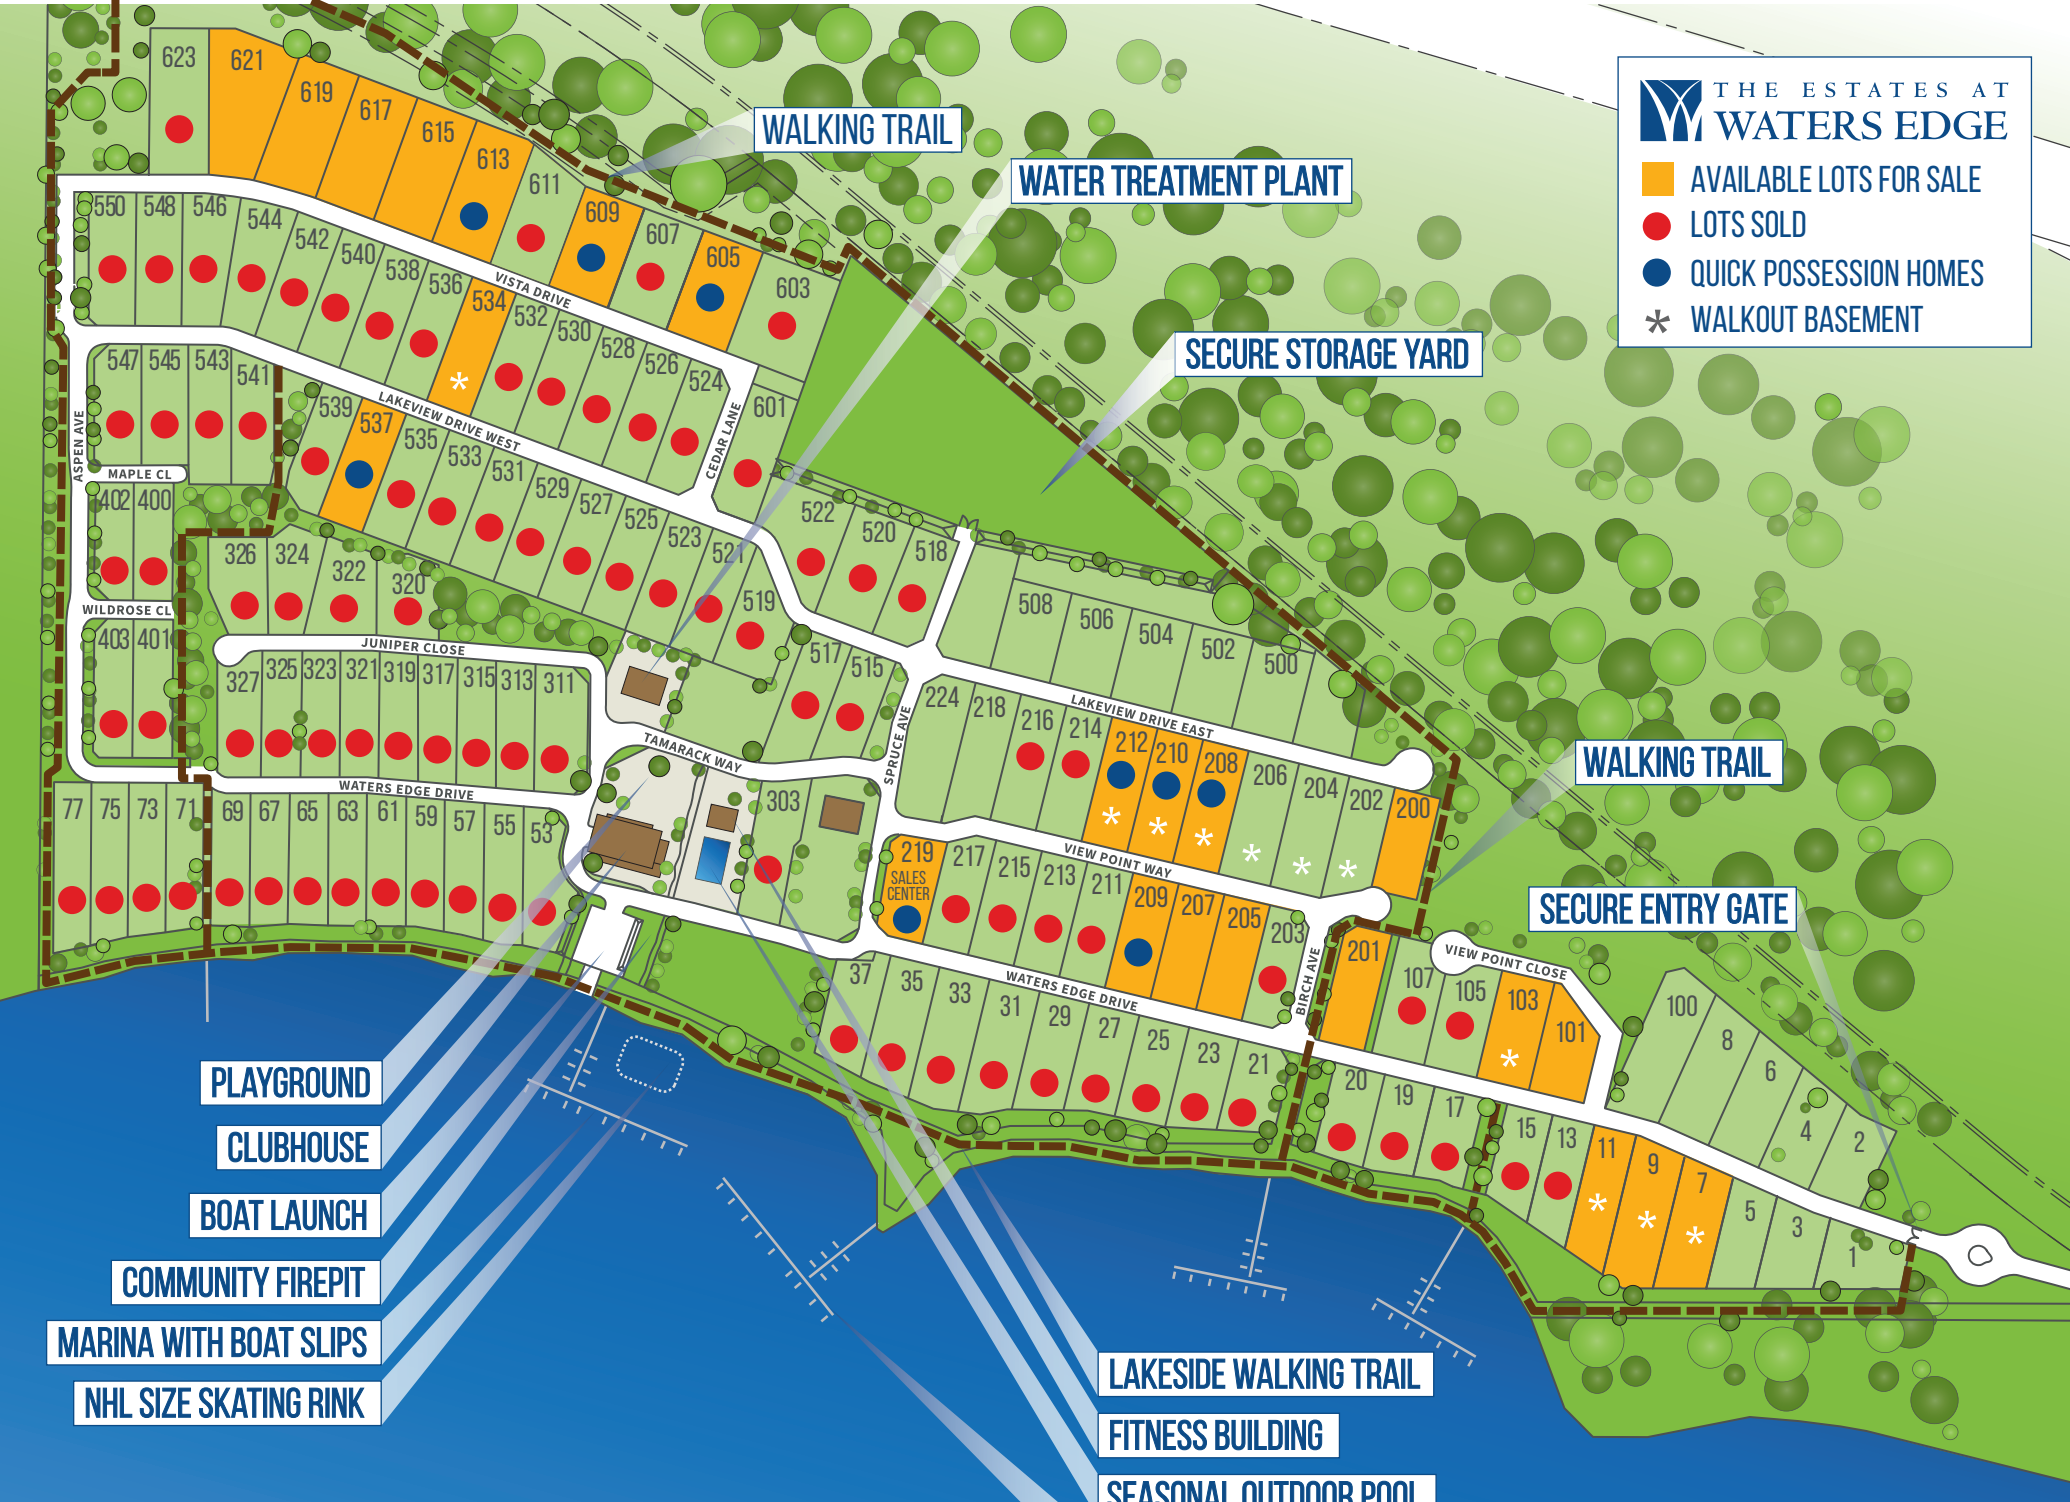 THE ESTATES AT
WATERS EDGE
AVAILABLE LOTS FOR SALE
LOTS SOLD
QUICK POSSESSION HOMES
* WALKOUT BASEMENT
WALKING TRAIL
WATER TREATMENT PLANT
SECURE STORAGE YARD
WALKING TRAIL
SECURE ENTRY GATE
623 621 619 617 615 613 611 609 607 605 603
VISTA DRIVE
550 548 546 544 542 540 538 536 534 532 530 528 526 524
*
601
CEDAR LANE
LAKEVIEW DRIVE WEST
547 545 543 541
539 537 535 533 531 529 527 525 523 521 519 517 515
ASPEN AVE
MAPLE CL
402 400
WILDROSE CL
403 401
522 520 518
508 506 504 502 500
326 324 322 320
JUNIPER CLOSE
327 325 323 321 319 317 315 313 311
TAMARACK WAY
SPRUCE AVE
LAKEVIEW DRIVE EAST
224 218 216 214 212 210 208 206 204 202 200
* * * * * *
303
WATERS EDGE DRIVE
77 75 73 71 69 67 65 63 61 59 57 55 53
VIEW POINT WAY
219 217 215 213 211 209 207 205 203
SALES
CENTER
BIRCH AVE
201
VIEW POINT CLOSE
107 105 103 101
*
WATERS EDGE DRIVE
37 35 33 31 29 27 25 23 21
20 19 17 15 13 11 9 7 5 3 1
* * *
100 8 6 4 2
PLAYGROUND
CLUBHOUSE
BOAT LAUNCH
COMMUNITY FIREPIT
MARINA WITH BOAT SLIPS
NHL SIZE SKATING RINK
LAKESIDE WALKING TRAIL
FITNESS BUILDING
SEASONAL OUTDOOR POOL